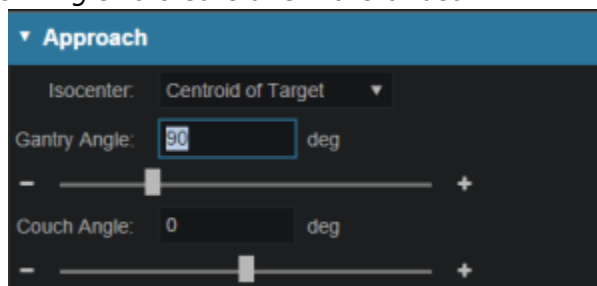 ▼ Approach
Isocenter: Centroid of Target ▼
Gantry Angle: 90 deg
− +
Couch Angle: 0 deg
− +